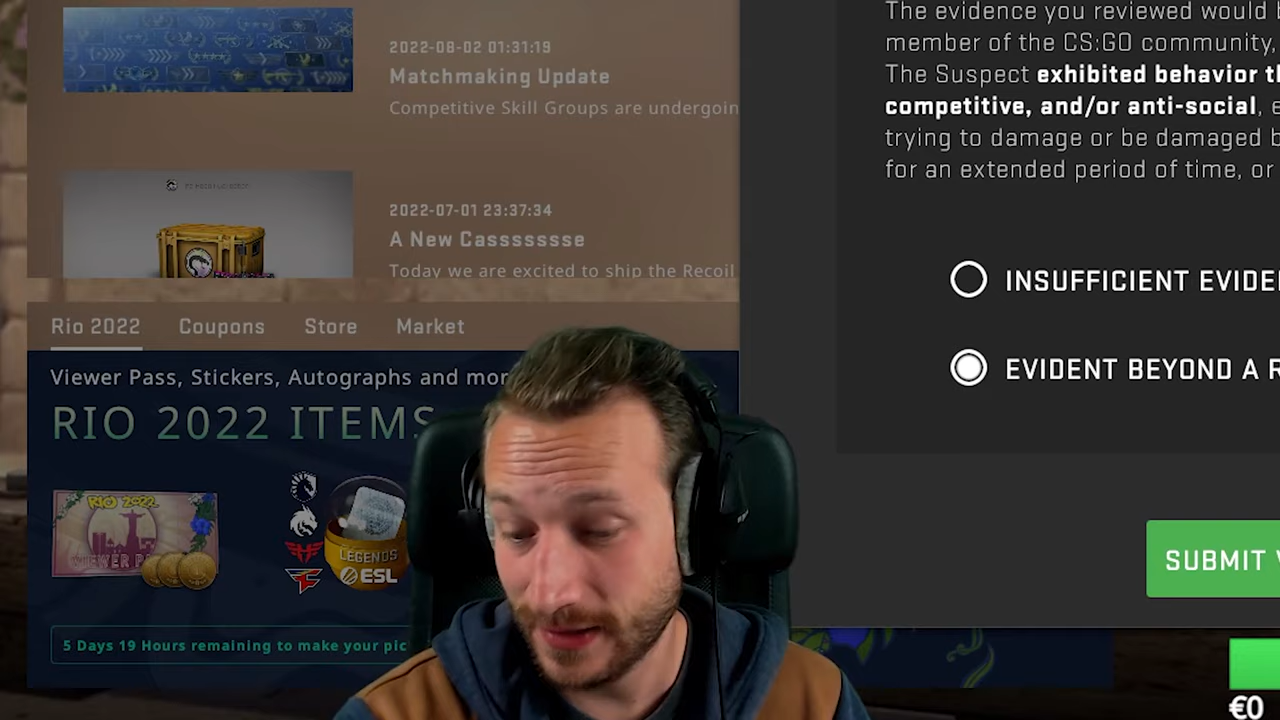 2022-08-02 01:31:19
Matchmaking Update
Competitive Skill Groups are undergoin
2022-07-01 23:37:34
A New Cassssssse
Today we are excited to ship the Recoil
Rio 2022
Coupons
Store
Market
Viewer Pass, Stickers, Autographs and mor
RIO 2022 ITEMS
RIO 2022
LEGENDS
ESL
5 Days 19 Hours remaining to make your pic
The evidence you reviewed would b
member of the CS:GO community,
The Suspect exhibited behavior th
competitive, and/or anti-social, e
trying to damage or be damaged b
for an extended period of time, or
INSUFFICIENT EVIDE
EVIDENT BEYOND A R
SUBMIT
€0